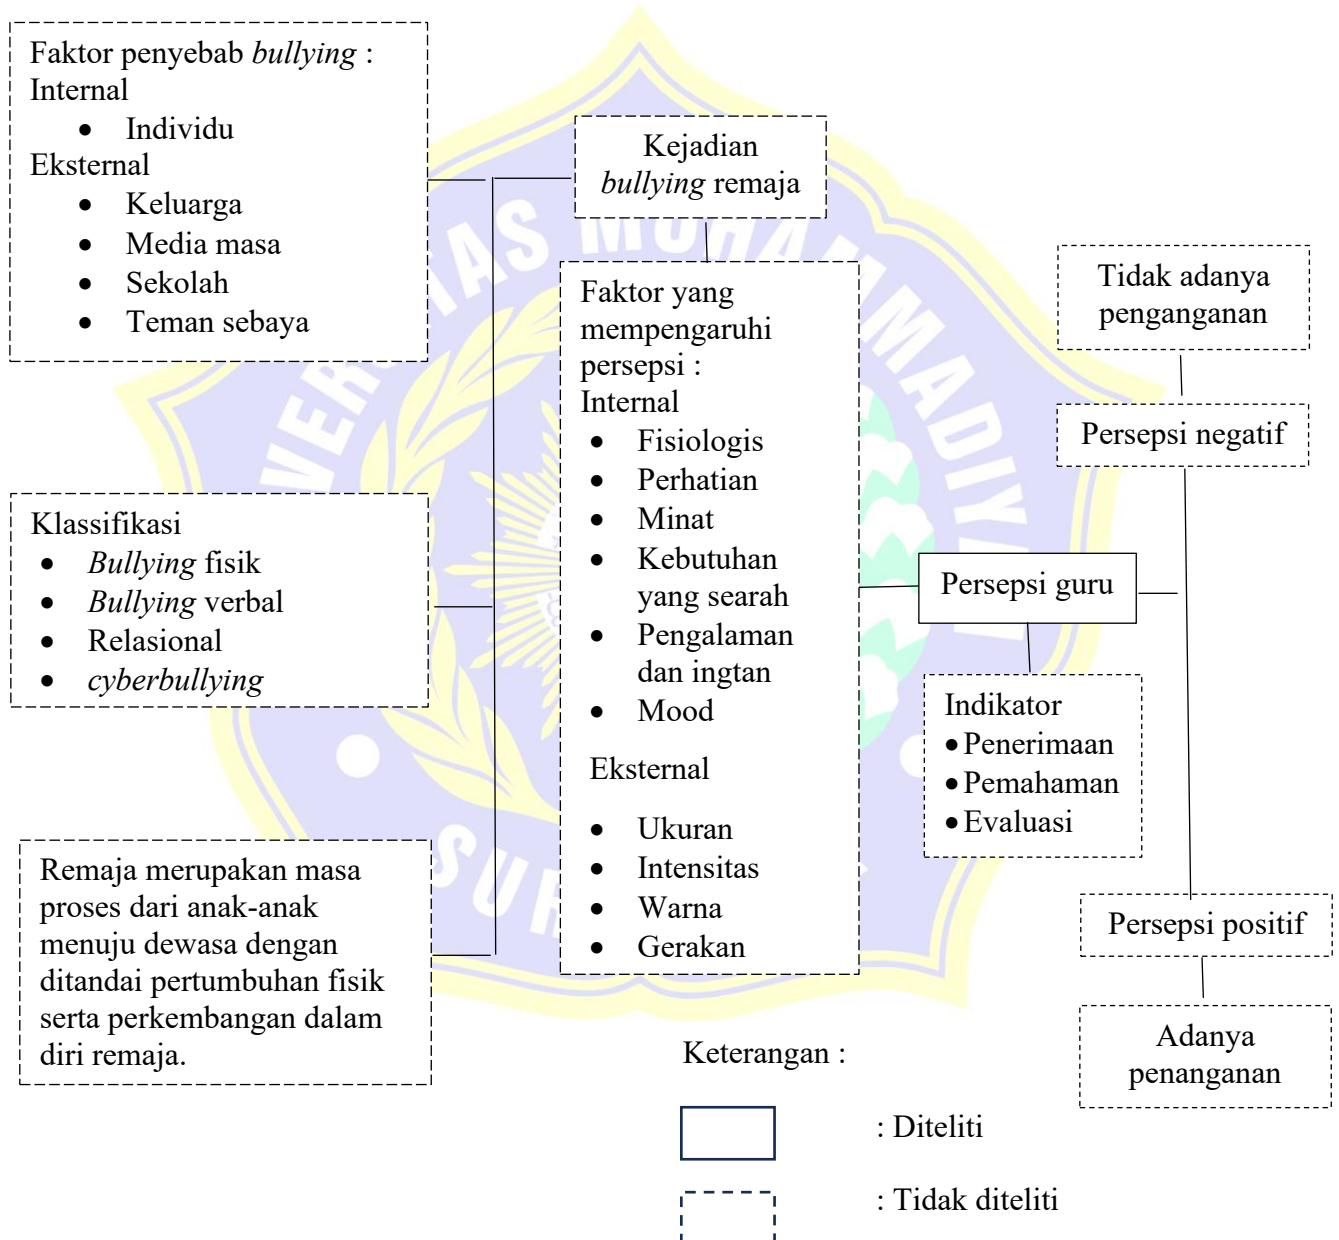 Faktor penyebab bullying :
Internal
• Individu
Eksternal
• Keluarga
• Media masa
• Sekolah
• Teman sebaya
Klassifikasi
• Bullying fisik
• Bullying verbal
• Relasional
• cyberbullying
Remaja merupakan masa
proses dari anak-anak
menuju dewasa dengan
ditandai pertumbuhan fisik
serta perkembangan dalam
diri remaja.
Kejadian
bullying remaja
Faktor yang
mempengaruhi
persepsi :
Internal
• Fisiologis
• Perhatian
• Minat
• Kebutuhan
yang searah
• Pengalaman
dan ingtan
• Mood
Eksternal
• Ukuran
• Intensitas
• Warna
• Gerakan
Persepsi guru
Indikator
• Penerimaan
• Pemahaman
• Evaluasi
Tidak adanya
penganganan
Persepsi negatif
Persepsi positif
Adanya
penanganan
Keterangan :
: Diteliti
: Tidak diteliti